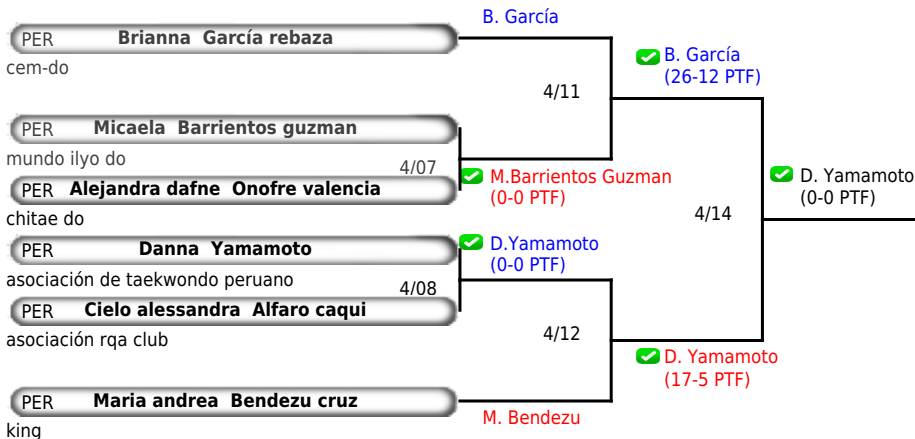 B. García
PER Brianna García rebaza
cem-do
B. García
(26-12 PTF)
4/11
PER Micaela Barrientos guzman
mundo ilyo do
4/07
M.Barrientos Guzman
(0-0 PTF)
PER Alejandra dafne Onofre valencia
chitae do
D. Yamamoto
(0-0 PTF)
4/14
PER Danna Yamamoto
asociación de taekwondo peruano
D.Yamamoto
(0-0 PTF)
4/08
PER Cielo alessandra Alfaro caqui
asociación rqa club
4/12
D. Yamamoto
(17-5 PTF)
PER Maria andrea Bendezu cruz
king
M. Bendezu